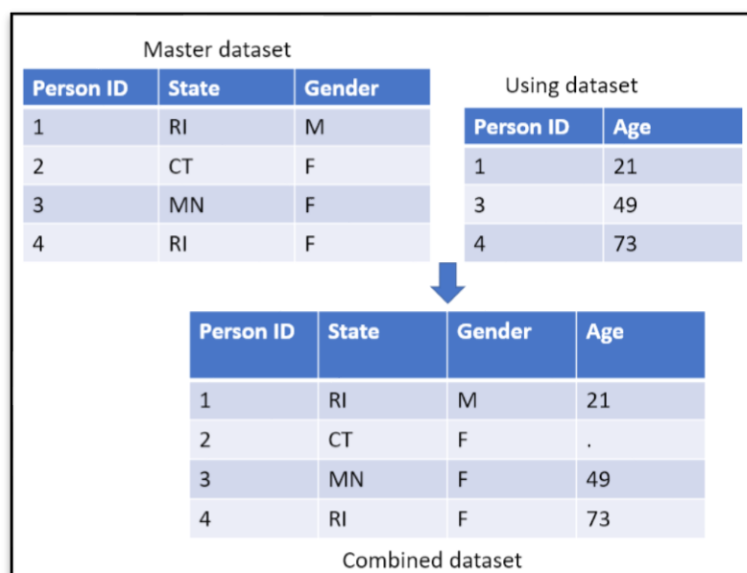 Master dataset
Person ID State Gender
1 RI M
2 CT F
3 MN F
4 RI F
Using dataset
Person ID Age
1 21
3 49
4 73
Person ID State Gender Age
1 RI M 21
2 CT F .
3 MN F 49
4 RI F 73
Combined dataset